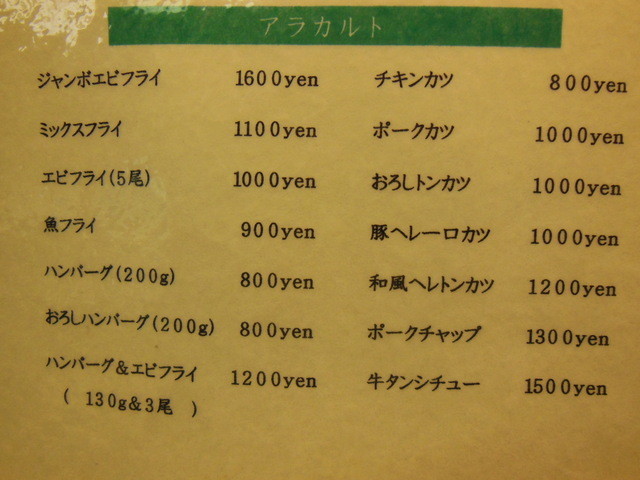 アラカルト
ジャンボエビフライ 1600yen
ミックスフライ 1100yen
エビフライ(5尾) 1000yen
魚フライ 900yen
ハンバーグ(200g) 800yen
おろしハンバーグ(200g) 800yen
ハンバーグ&エビフライ 1200yen
( 130g&3尾 )
チキンカツ 800yen
ポークカツ 1000yen
おろしトンカツ 1000yen
豚ヘレ一口カツ 1000yen
和風ヘレトンカツ 1200yen
ポークチャップ 1300yen
牛タンシチュー 1500yen